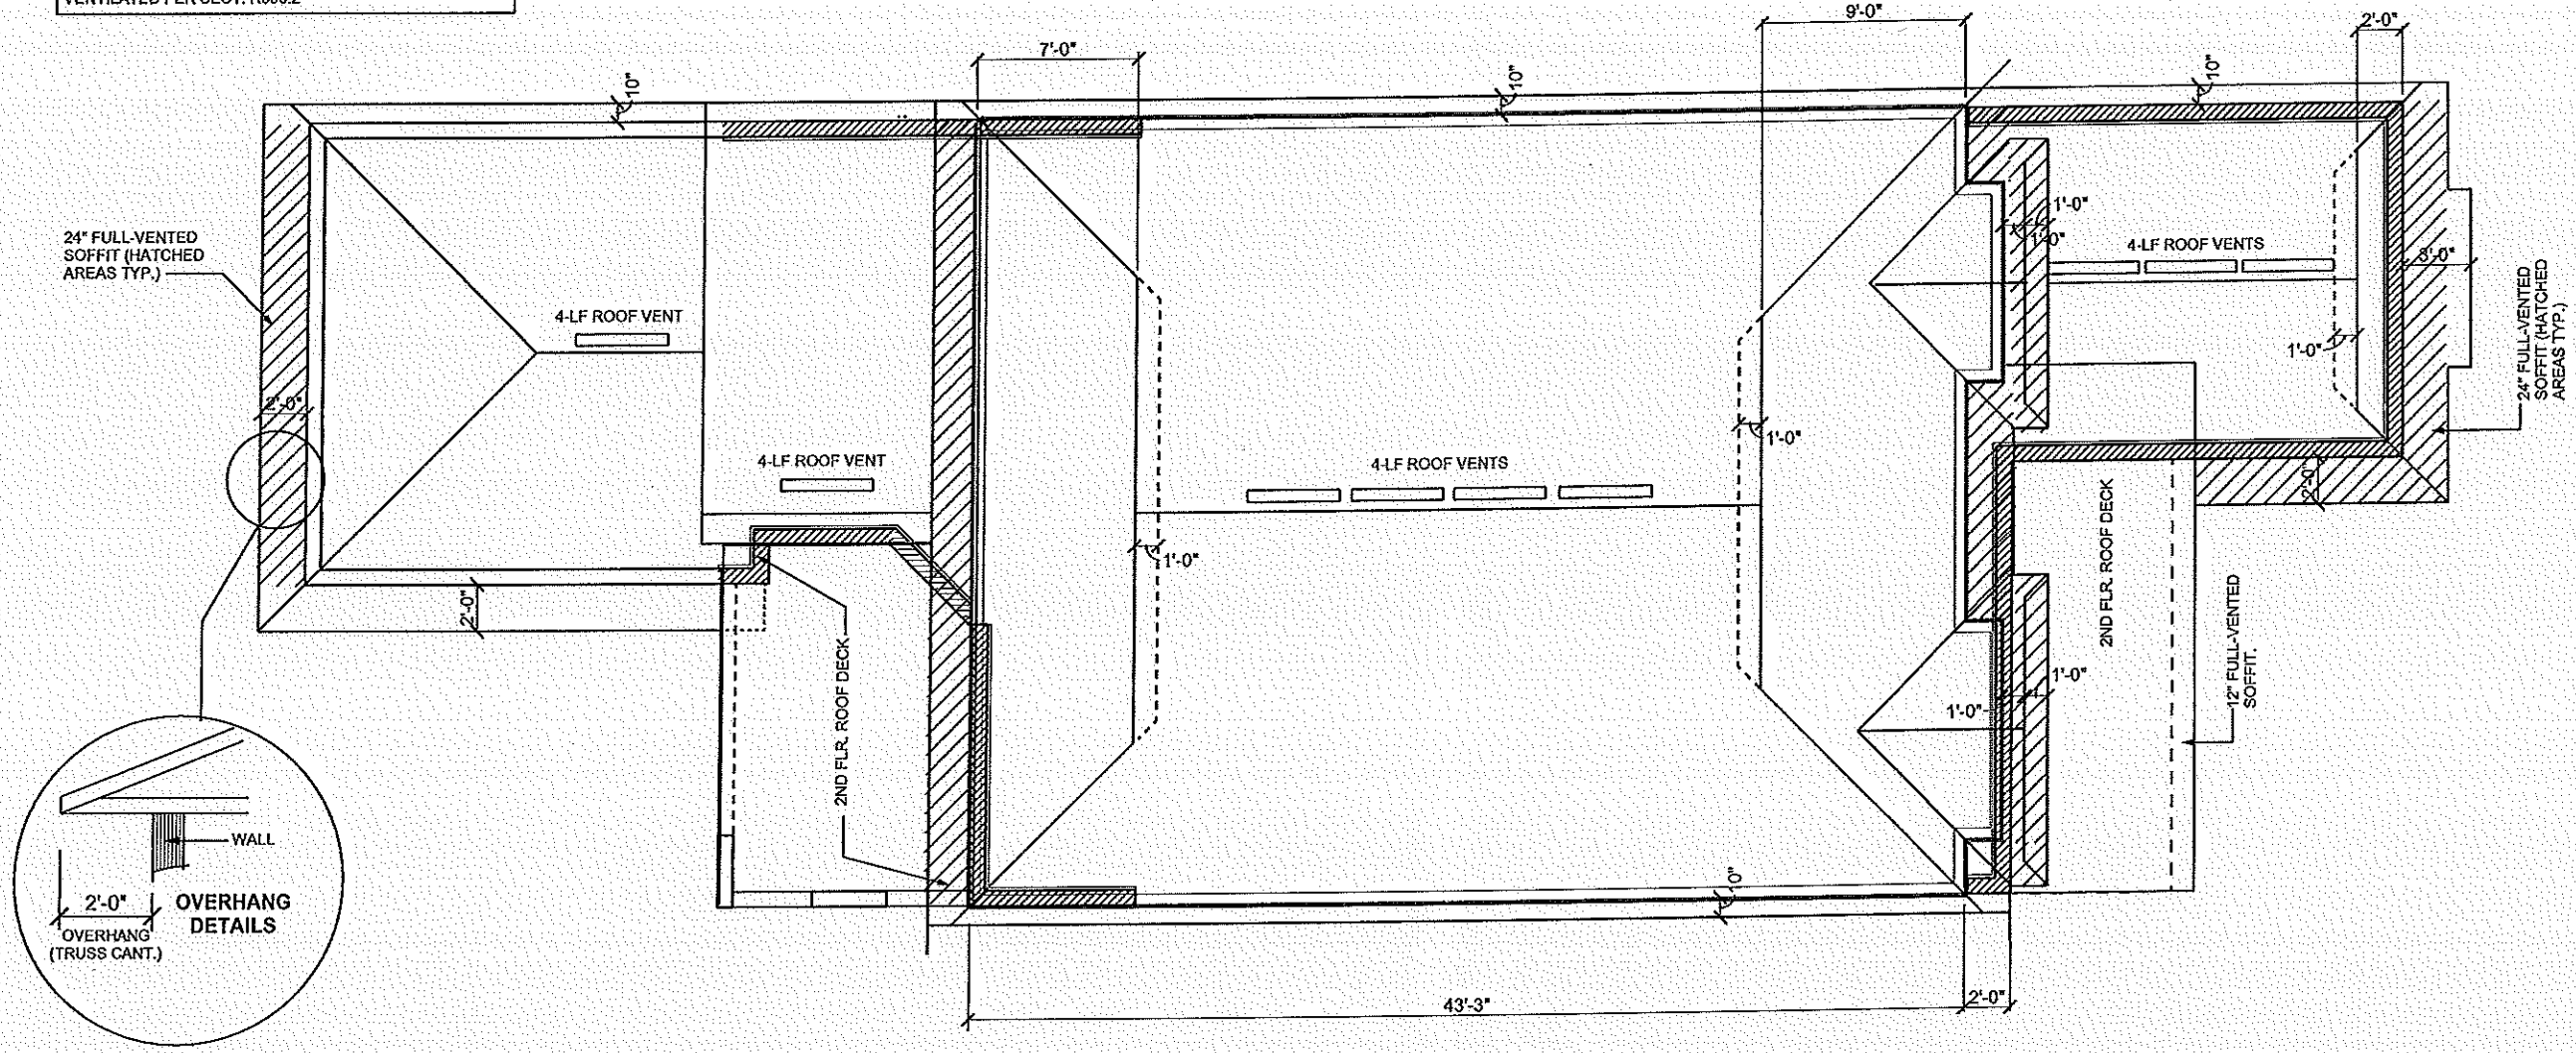 9'-0"
2'-0"
7'-0"
10"
10"
10"
24" FULL-VENTED
SOFFIT (HATCHED
AREAS TYP.)
1'-0"
1'-0"
4-LF ROOF VENTS
3'-0"
24" FULL-VENTED
SOFFIT (HATCHED
AREAS TYP.)
4-LF ROOF VENT
1'-0"
2'-0"
1'-0"
4-LF ROOF VENT
4-LF ROOF VENTS
2'-0"
2ND FLR. ROOF DECK
1'-0"
2'-0"
12" FULL-VENTED
SOFFIT.
2ND FLR. ROOF DECK
1'-0"
1'-0"
WALL
2'-0"
OVERHANG
DETAILS
OVERHANG
(TRUSS CANT.)
10"
43'-3"
2'-0"